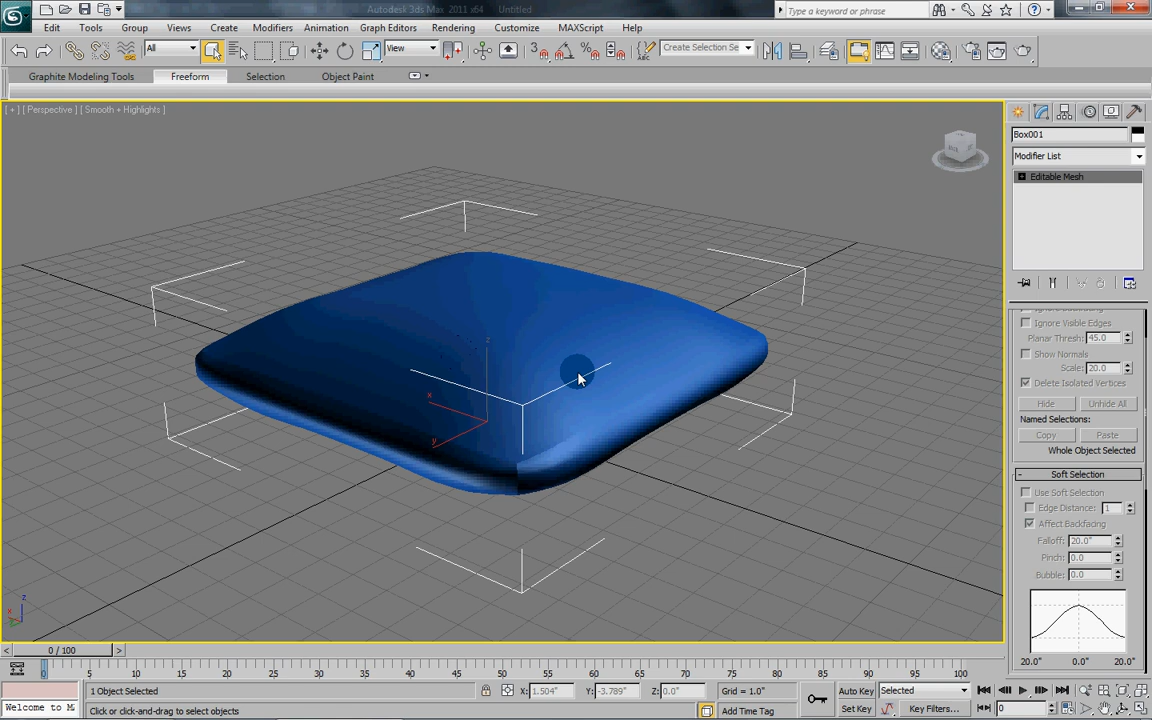 Autodesk 3ds Max 2011 x64 Untitled
Type a keyword or phrase
Edit Tools Group Views Create Modifiers Animation Graph Editors Rendering Customize MAXScript Help
All View 3 % ABC Create Selection Se
Graphite Modeling Tools Freeform Selection Object Paint
[ + ] [ Perspective ] [ Smooth + Highlights ]
Box001
Modifier List
Editable Mesh
Ignore Visible Edges
Planar Thresh: 45.0
Show Normals
Scale: 20.0
Delete Isolated Vertices
Hide Unhide All
Named Selections:
Copy Paste
Whole Object Selected
- Soft Selection
Use Soft Selection
Edge Distance: 1
Affect Backfacing
Falloff: 20.0"
Pinch: 0.0
Bubble: 0.0
20.0" 0.0" 20.0"
z
x
y
z
x
< 0 / 100 >
0 5 10 15 20 25 30 35 40 45 50 55 60 65 70 75 80 85 90 95 100
1 Object Selected X: 1.504" Y: -3.789" Z: 0.0" Grid = 1.0" Auto Key Selected
Welcome to M Click or click-and-drag to select objects Add Time Tag Set Key Key Filters... 0